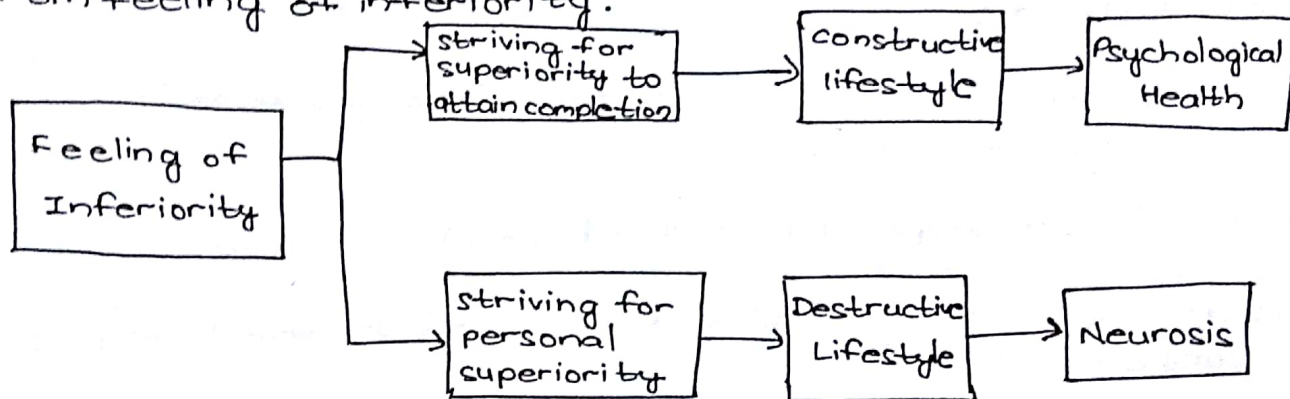 feeling of inferiority.
striving for
superiority to
attain completion
constructive
lifestyle
Psychological
Health
Feeling of
Inferiority
striving for
personal
superiority
Destructive
Lifestyle
Neurosis